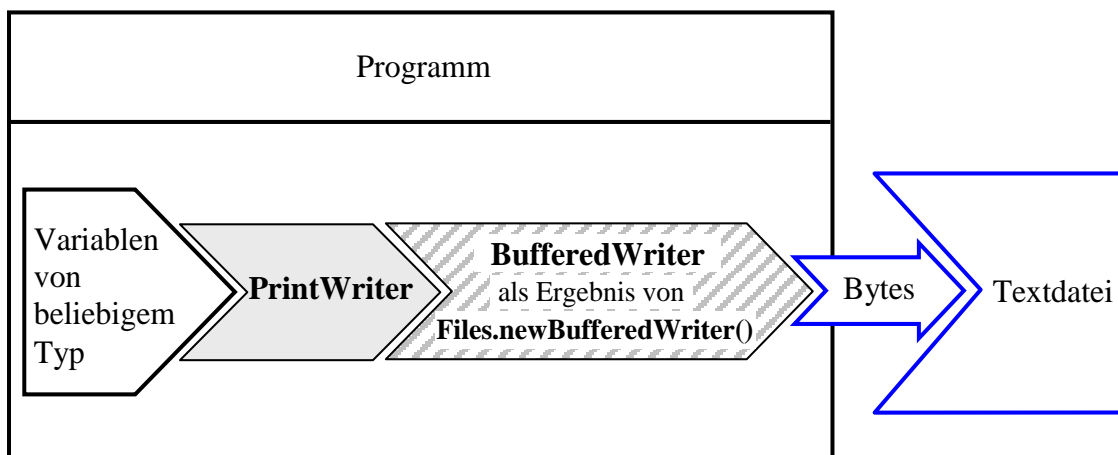 Programm
Variablen
von
beliebigem
Typ
PrintWriter
BufferedWriter
als Ergebnis von
Files.newBufferedWriter()
Bytes
Textdatei